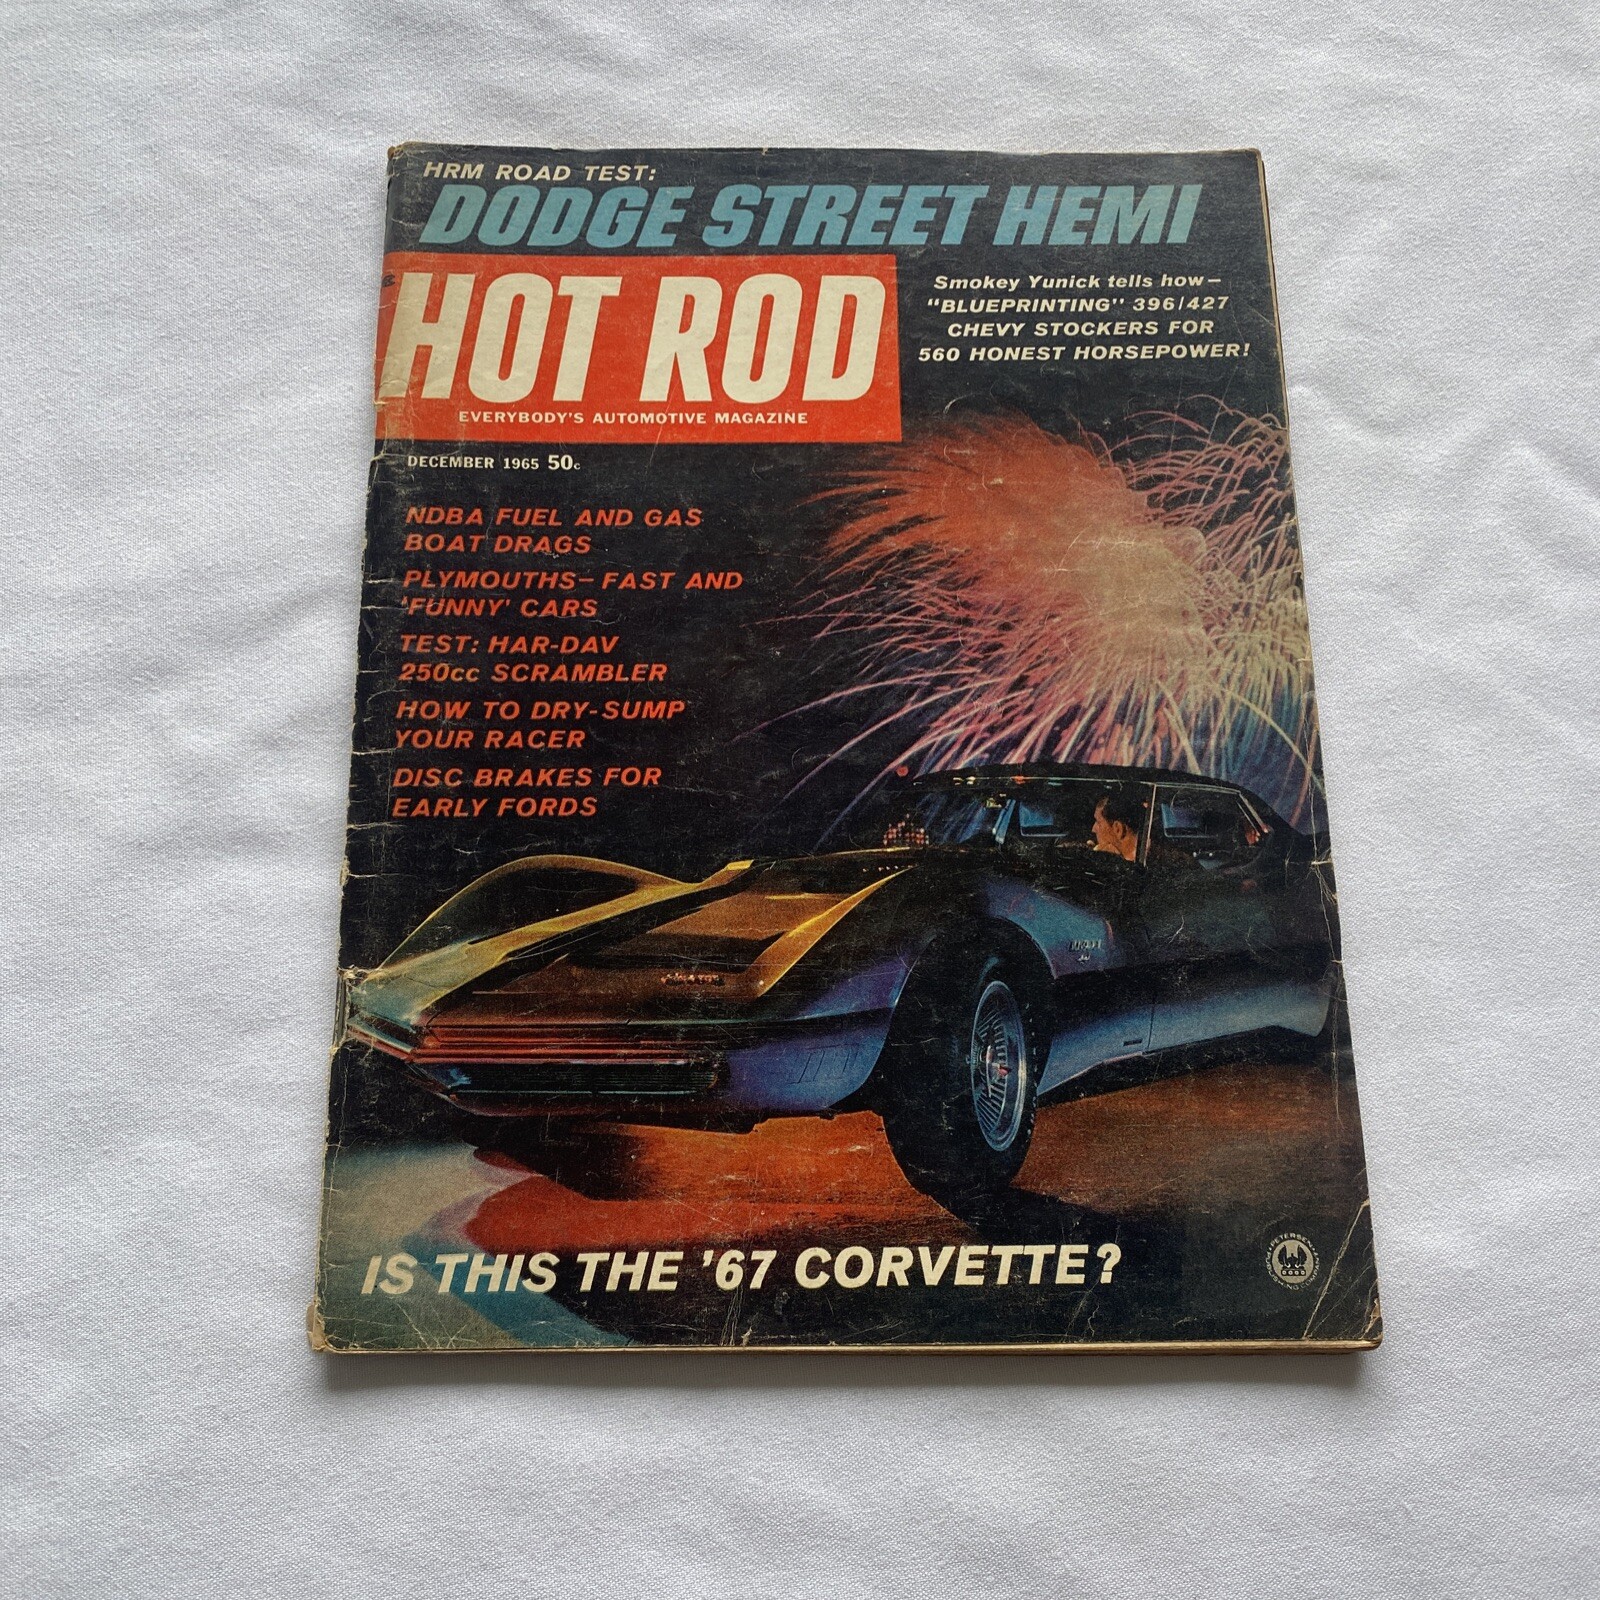 HRM ROAD TEST:
DODGE STREET HEMI
HOT ROD
EVERYBODY'S AUTOMOTIVE MAGAZINE
Smokey Yunick tells how—
"BLUEPRINTING" 396/427
CHEVY STOCKERS FOR
560 HONEST HORSEPOWER!
DECEMBER 1965 50c
NDBA FUEL AND GAS
BOAT DRAGS
PLYMOUTHS—FAST AND
'FUNNY' CARS
TEST: HAR-DAV
250cc SCRAMBLER
HOW TO DRY-SUMP
YOUR RACER
DISC BRAKES FOR
EARLY FORDS
IS THIS THE '67 CORVETTE?
PETERSEN PUBLISHING COMPANY